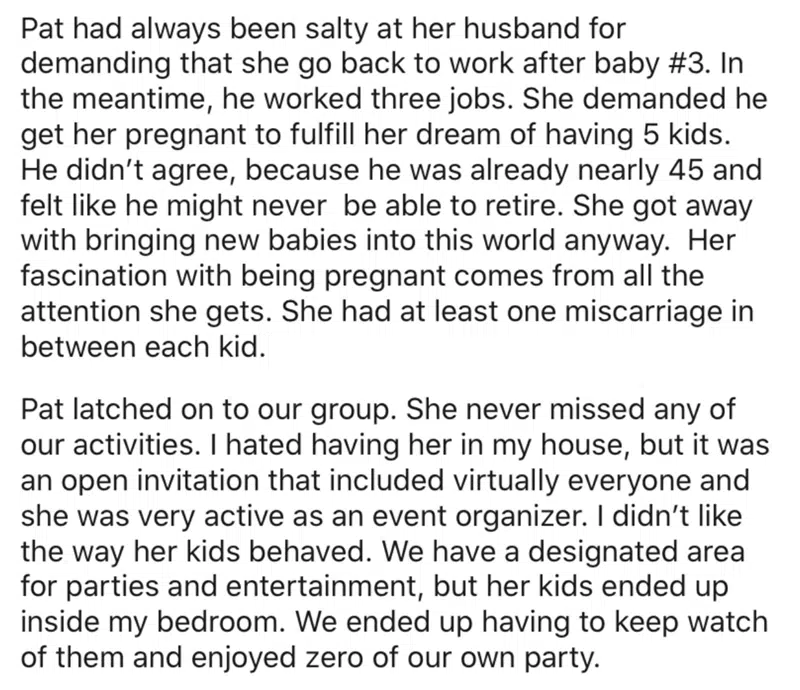 Pat had always been salty at her husband for
demanding that she go back to work after baby #3. In
the meantime, he worked three jobs. She demanded he
get her pregnant to fulfill her dream of having 5 kids.
He didn’t agree, because he was already nearly 45 and
felt like he might never  be able to retire. She got away
with bringing new babies into this world anyway.  Her
fascination with being pregnant comes from all the
attention she gets. She had at least one miscarriage in
between each kid.

Pat latched on to our group. She never missed any of
our activities. I hated having her in my house, but it was
an open invitation that included virtually everyone and
she was very active as an event organizer. I didn’t like
the way her kids behaved. We have a designated area
for parties and entertainment, but her kids ended up
inside my bedroom. We ended up having to keep watch
of them and enjoyed zero of our own party.